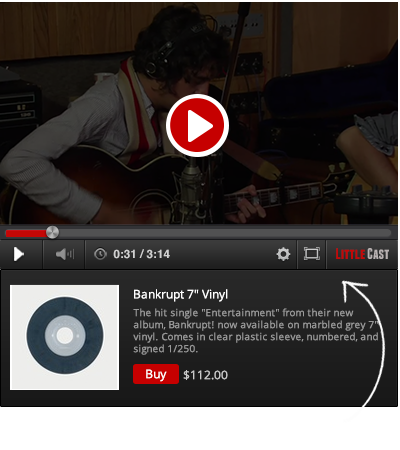 0:31 / 3:14
LITTLECAST
Bankrupt 7" Vinyl
The hit single "Entertainment" from their new
album, Bankrupt! now available on marbled grey 7"
vinyl. Comes in clear plastic sleeve, numbered, and
signed 1/250.
Buy $112.00